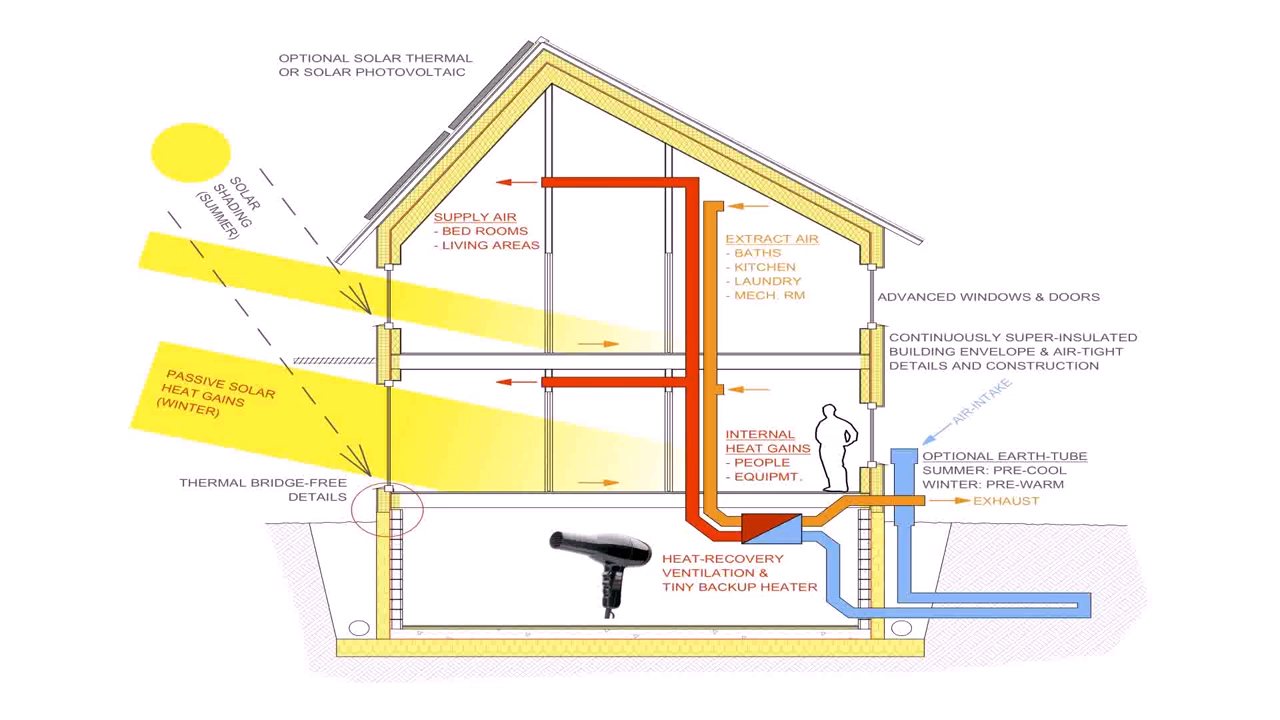 OPTIONAL SOLAR THERMAL
OR SOLAR PHOTOVOLTAIC
SOLAR
SHADING
(SUMMER)
SUPPLY AIR
- BED ROOMS
- LIVING AREAS
EXTRACT AIR
- BATHS
- KITCHEN
- LAUNDRY
- MECH. RM
ADVANCED WINDOWS & DOORS
CONTINUOUSLY SUPER-INSULATED
BUILDING ENVELOPE & AIR-TIGHT
DETAILS AND CONSTRUCTION
PASSIVE SOLAR
HEAT GAINS
(WINTER)
AIR-INTAKE
INTERNAL
HEAT GAINS
- PEOPLE
- EQUIPMT.
OPTIONAL EARTH-TUBE
SUMMER: PRE-COOL
WINTER: PRE-WARM
EXHAUST
THERMAL BRIDGE-FREE
DETAILS
HEAT-RECOVERY
VENTILATION &
TINY BACKUP HEATER